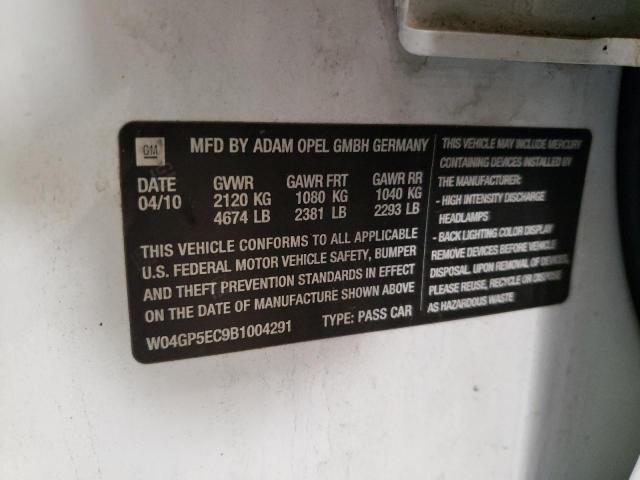 GM
MFD BY ADAM OPEL GMBH GERMANY
DATE GVWR GAWR FRT GAWR RR
04/10 2120 KG 1080 KG 1040 KG
4674 LB 2381 LB 2293 LB
THIS VEHICLE CONFORMS TO ALL APPLICABLE
U.S. FEDERAL MOTOR VEHICLE SAFETY, BUMPER
AND THEFT PREVENTION STANDARDS IN EFFECT
ON THE DATE OF MANUFACTURE SHOWN ABOVE
W04GP5EC9B1004291 TYPE: PASS CAR
THIS VEHICLE MAY INCLUDE MERCURY
CONTAINING DEVICES INSTALLED BY
THE MANUFACTURER:
- HIGH INTENSITY DISCHARGE
HEADLAMPS
- BACK LIGHTING COLOR DISPLAY
REMOVE DEVICES BEFORE VEHICLE
DISPOSAL. UPON REMOVAL OF DEVICES,
PLEASE REUSE, RECYCLE OR DISPOSE
AS HAZARDOUS WASTE